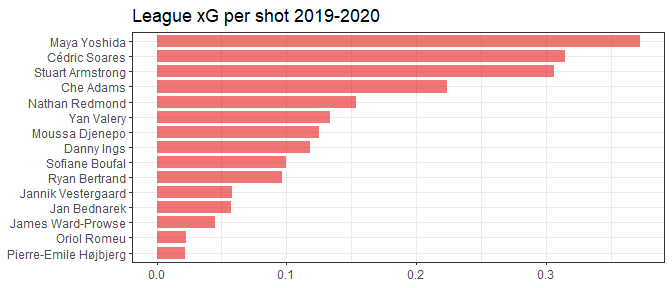 League xG per shot 2019-2020
Maya Yoshida
Cédric Soares
Stuart Armstrong
Che Adams
Nathan Redmond
Yan Valery
Moussa Djenepo
Danny Ings
Sofiane Boufal
Ryan Bertrand
Jannik Vestergaard
Jan Bednarek
James Ward-Prowse
Oriol Romeu
Pierre-Emile Højbjerg
0.0 0.1 0.2 0.3